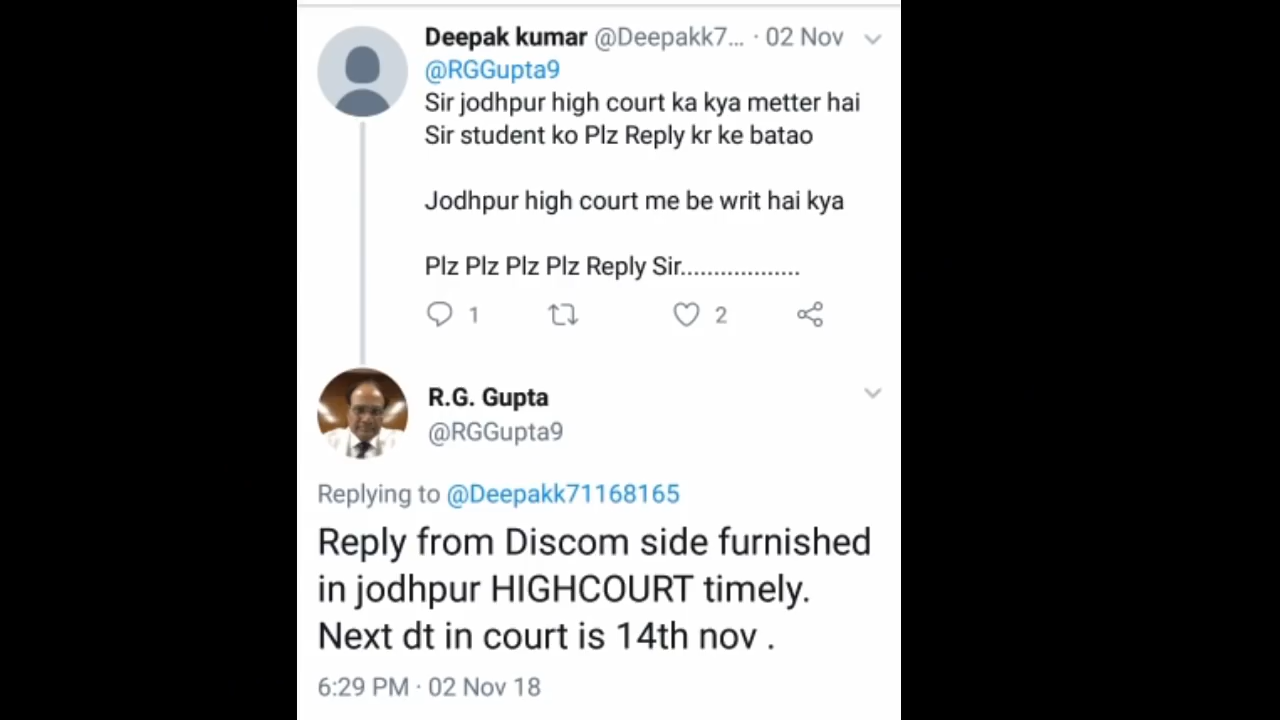 Deepak kumar @Deepakk7... · 02 Nov
@RGGupta9
Sir jodhpur high court ka kya metter hai
Sir student ko Plz Reply kr ke batao
Jodhpur high court me be writ hai kya
Plz Plz Plz Plz Reply Sir..................
1 2
R.G. Gupta
@RGGupta9
Replying to @Deepakk71168165
Reply from Discom side furnished
in jodhpur HIGHCOURT timely.
Next dt in court is 14th nov .
6:29 PM · 02 Nov 18